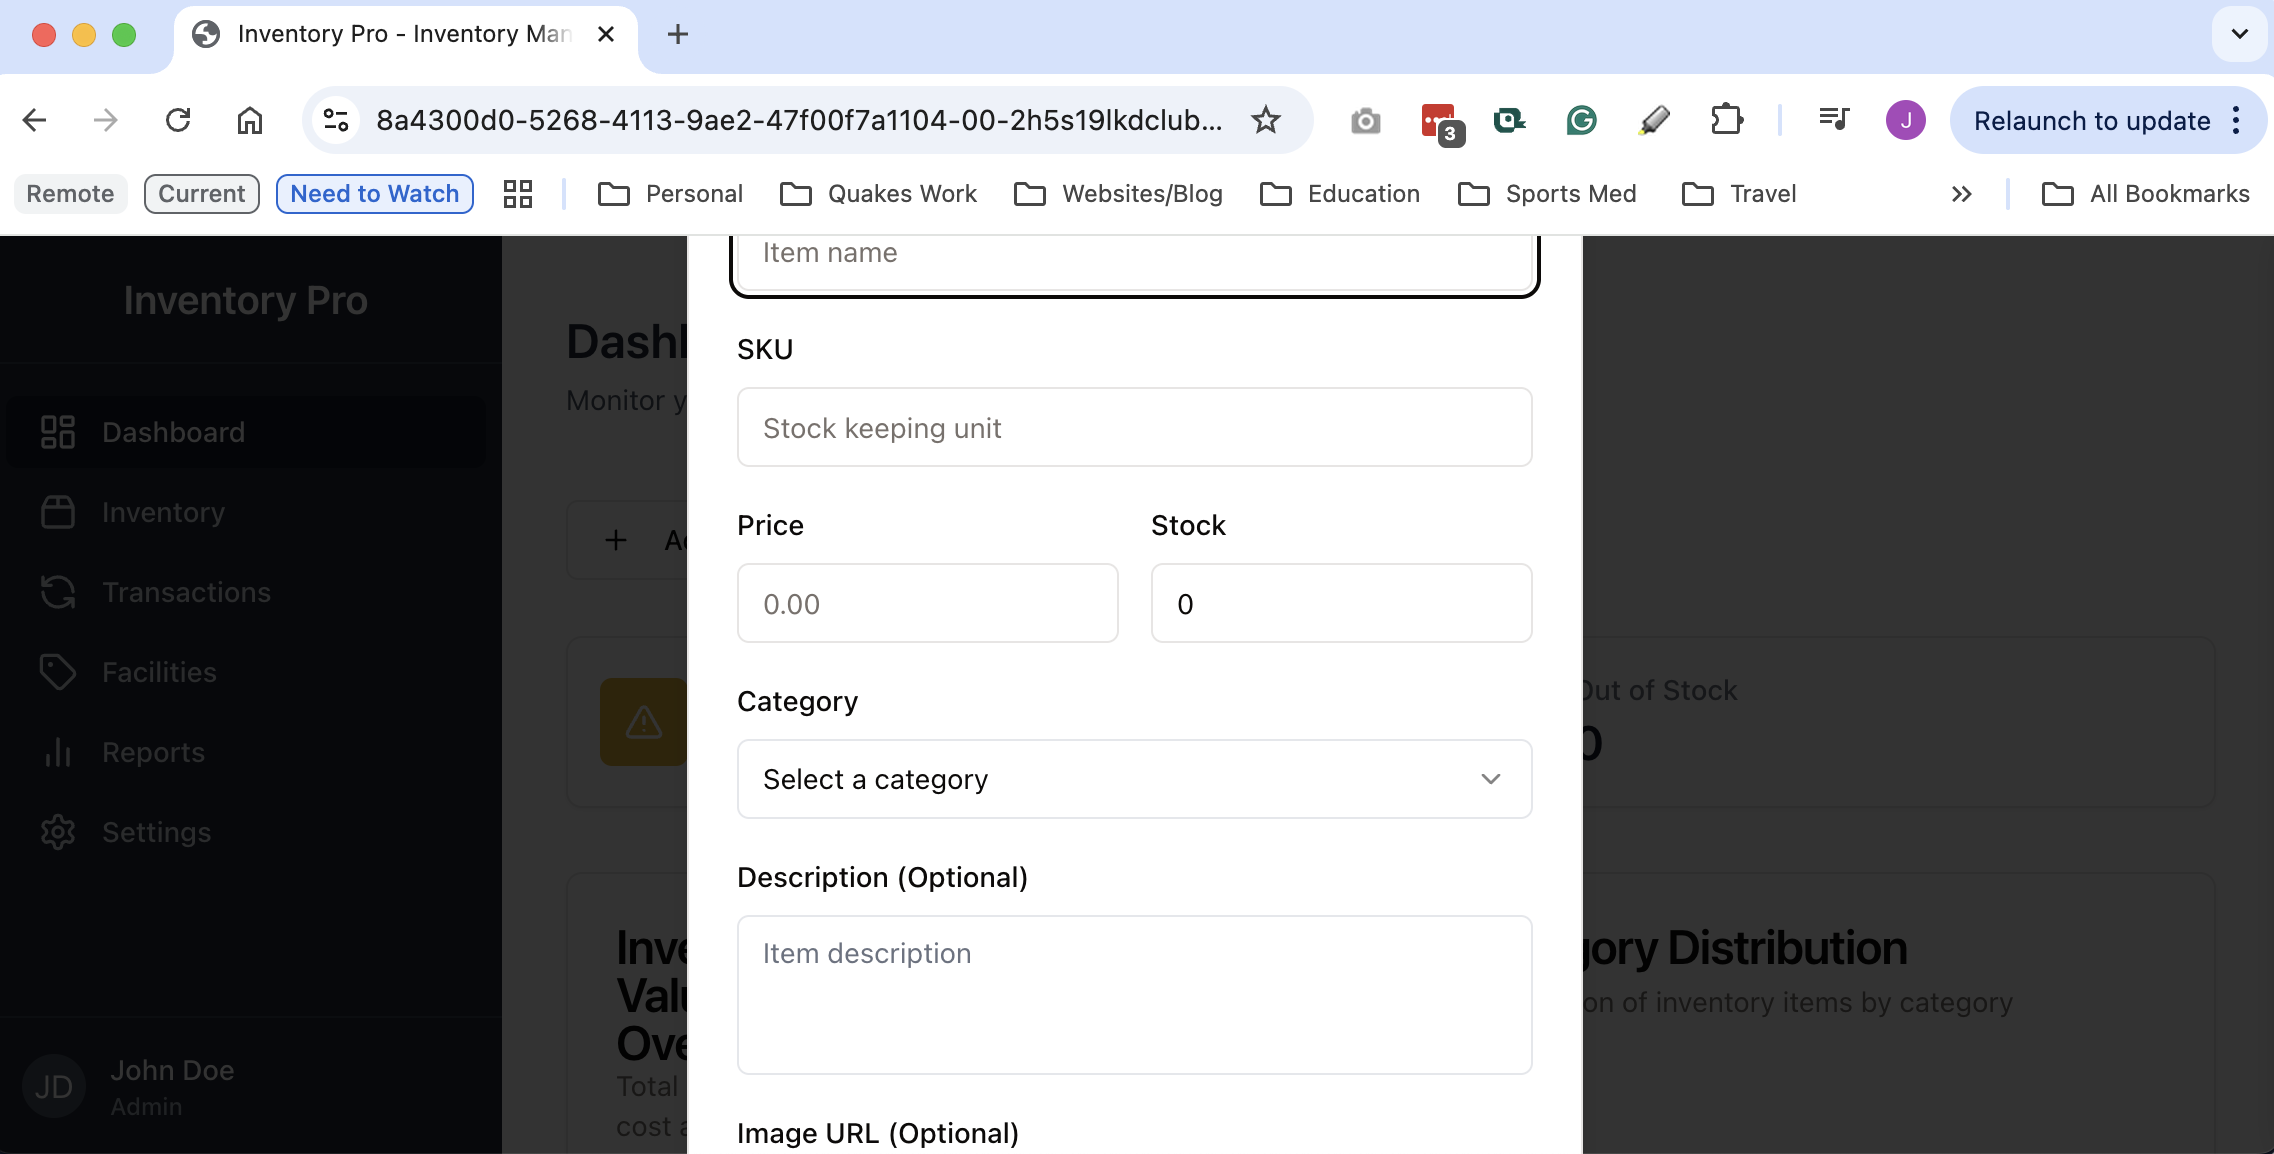 Inventory Pro - Inventory Man
8a4300d0-5268-4113-9ae2-47f00f7a1104-00-2h5s19lkdclub...
3
J
Relaunch to update
Remote
Current
Need to Watch
Personal
Quakes Work
Websites/Blog
Education
Sports Med
Travel
All Bookmarks
Inventory Pro
Dashboard
Inventory
Transactions
Facilities
Reports
Settings
JD
John Doe
Admin
Dashl
Monitor y
Item name
SKU
Stock keeping unit
Price
Stock
0.00
0
Category
Select a category
Description (Optional)
Item description
Image URL (Optional)
Out of Stock
0
Inve
Valu
Ove
Total
cost a
gory Distribution
on of inventory items by category